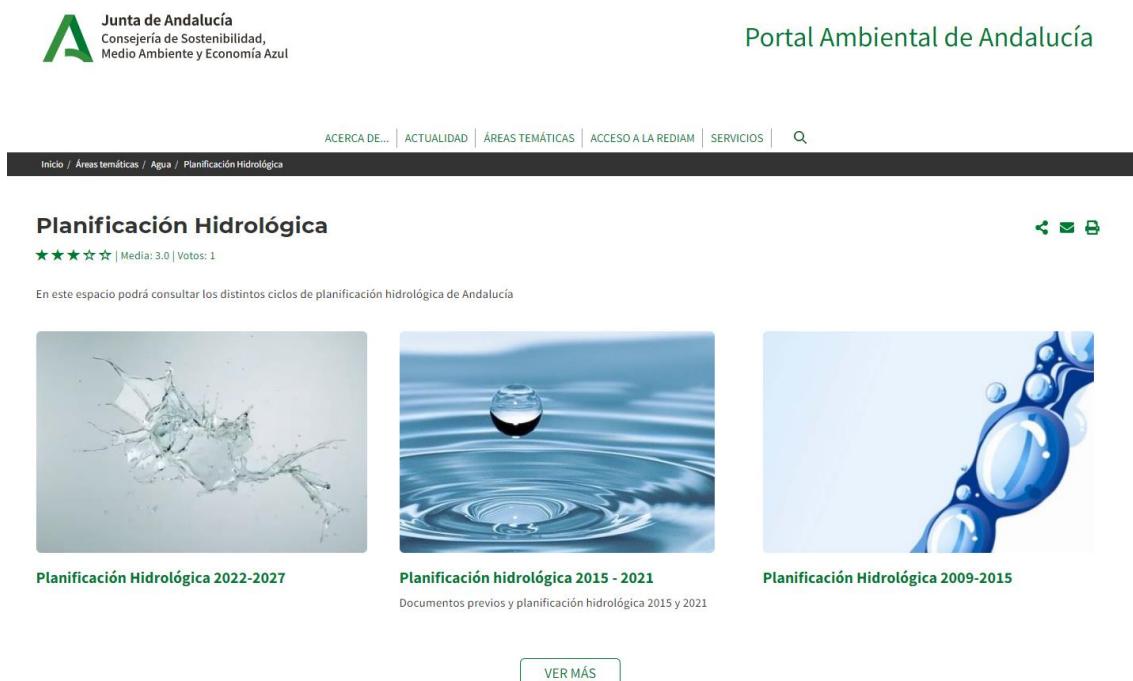 Junta de Andalucía
Consejería de Sostenibilidad,
Medio Ambiente y Economía Azul
Portal Ambiental de Andalucía
ACERCA DE... | ACTUALIDAD | ÁREAS TEMÁTICAS | ACCESO A LA REDIAM | SERVICIOS |
Inicio / Áreas temáticas / Agua / Planificación Hidrológica
Planificación Hidrológica
| Media: 3.0 | Votos: 1
En este espacio podrá consultar los distintos ciclos de planificación hidrológica de Andalucía
Planificación Hidrológica 2022-2027
Planificación hidrológica 2015 - 2021
Documentos previos y planificación hidrológica 2015 y 2021
Planificación Hidrológica 2009-2015
VER MÁS